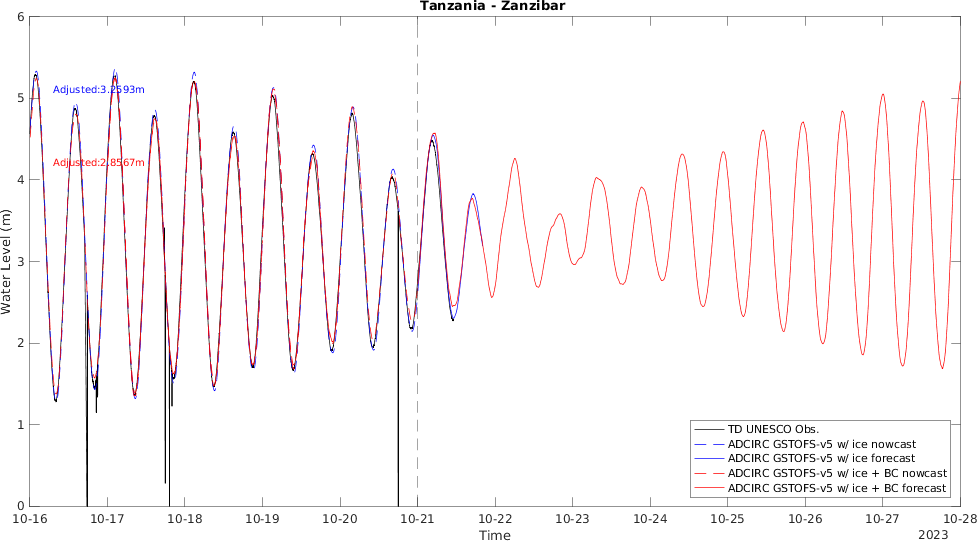 Tanzania - Zanzibar
6
5
4
3
2
1
0
Water Level (m)
Adjusted:3.2593m
Adjusted:2.8567m
TD UNESCO Obs.
ADCIRC GSTOFS-v5 w/ ice nowcast
ADCIRC GSTOFS-v5 w/ ice forecast
ADCIRC GSTOFS-v5 w/ ice + BC nowcast
ADCIRC GSTOFS-v5 w/ ice + BC forecast
10-16 10-17 10-18 10-19 10-20 10-21 10-22 10-23 10-24 10-25 10-26 10-27 10-28
Time
2023